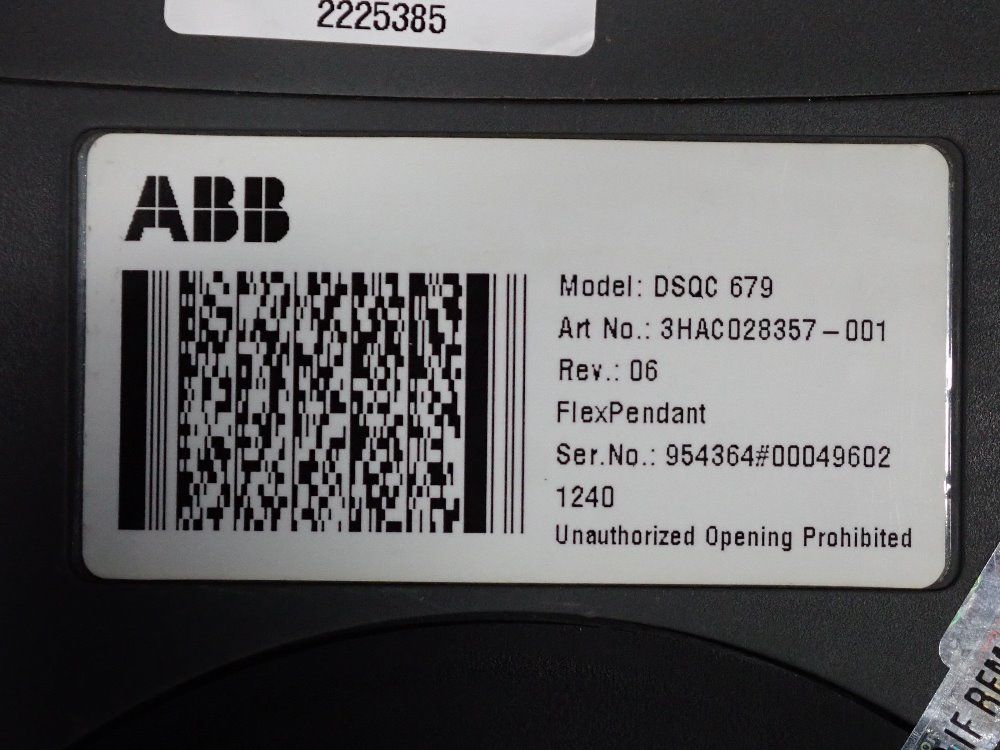 2225385
ABB
Model: DSQC 679
Art No.: 3HAC028357-001
Rev.: 06
FlexPendant
Ser.No.: 954364#00049602
1240
Unauthorized Opening Prohibited
IF